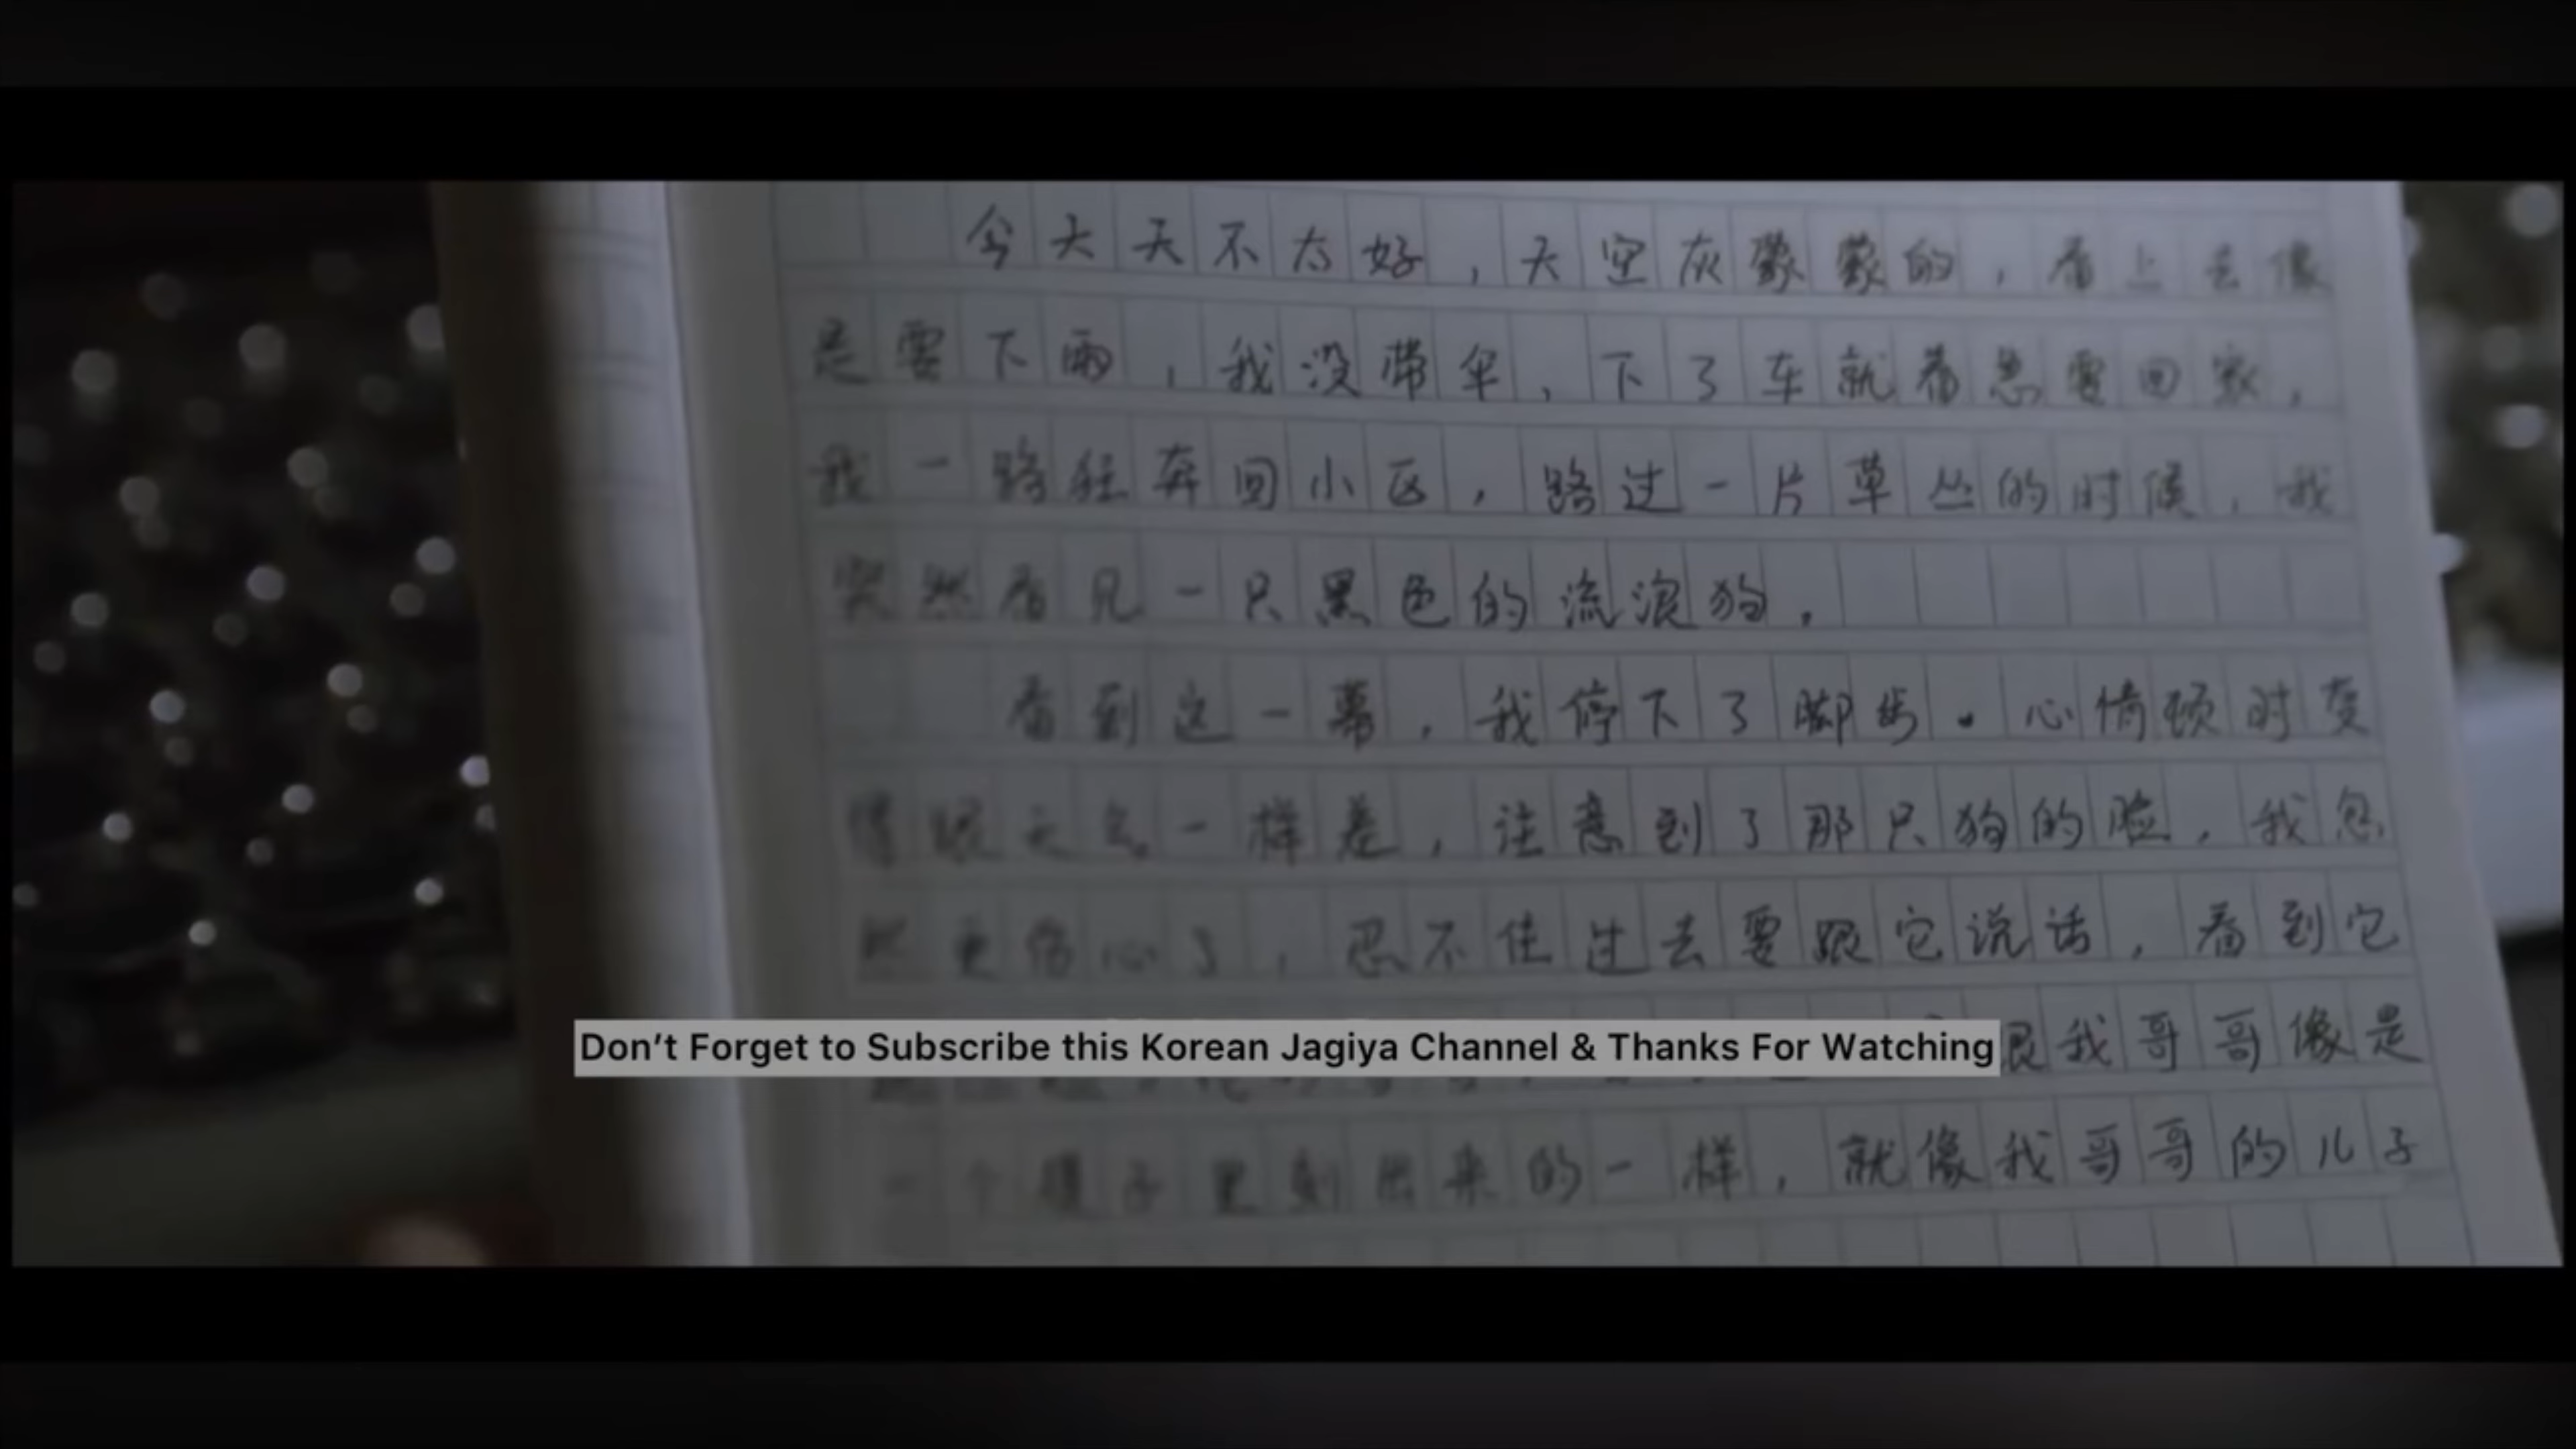 今天天不太好，天空灰蒙蒙的，看上去像
是要下雨，我没带伞，下了车就着急要回家，
我一路狂奔回小区，路过一片草丛的时候，我
突然看见一只黑色的流浪狗。
看到这一幕，我停下了脚步。心情顿时变
得跟天气一样差，注意到了那只狗的脸，我忽
然更伤心了，忍不住过去要跟它说话，看到它
跟我哥哥像是
Don’t Forget to Subscribe this Korean Jagiya Channel & Thanks For Watching
一个模子里刻出来的一样，就像我哥哥的儿子